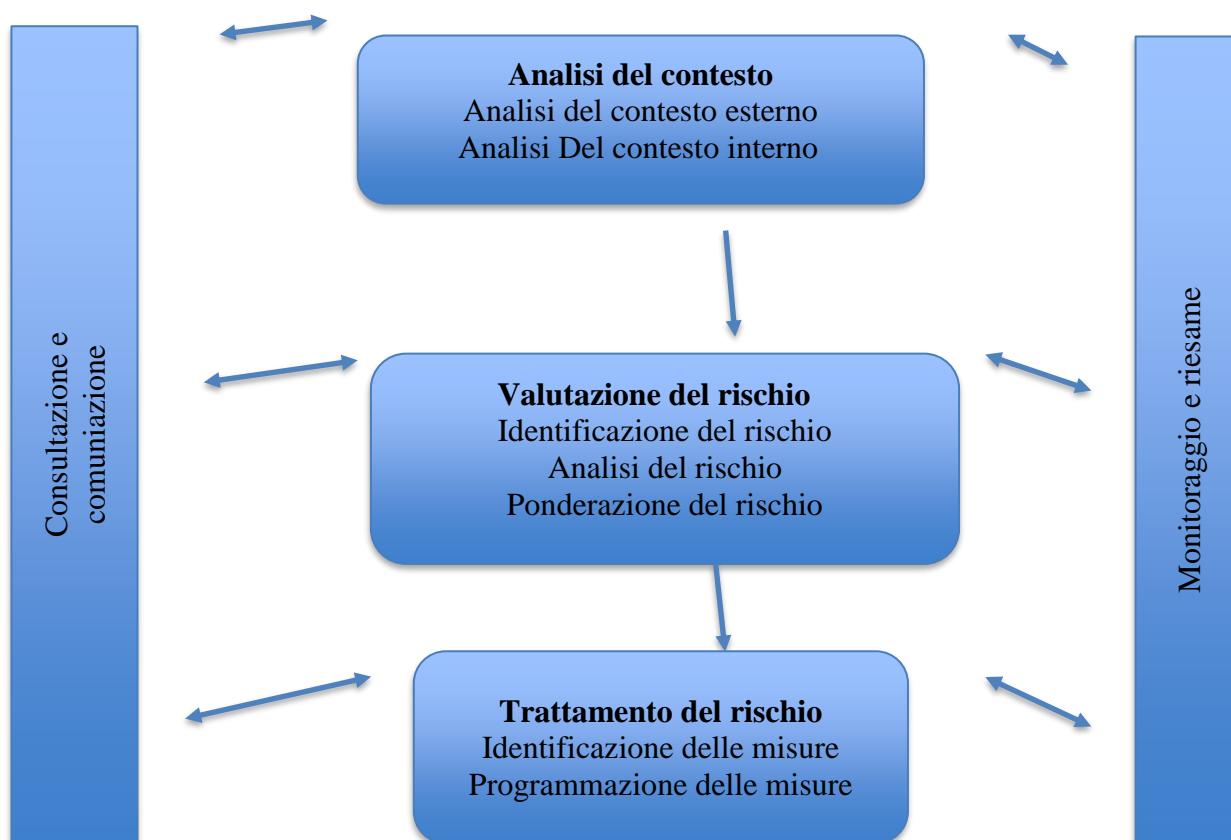 Consultazione e
comuniazione
Analisi del contesto
Analisi del contesto esterno
Analisi Del contesto interno
Valutazione del rischio
Identificazione del rischio
Analisi del rischio
Ponderazione del rischio
Trattamento del rischio
Identificazione delle misure
Programmazione delle misure
Monitoraggio e riesame